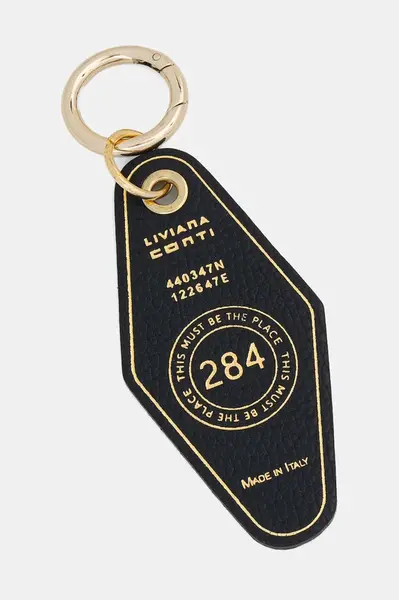 LIVIANA
CONTI
440347N
122647E
THIS MUST BE THE PLACE THIS MUST BE THE PLACE
284
MADE IN ITALY